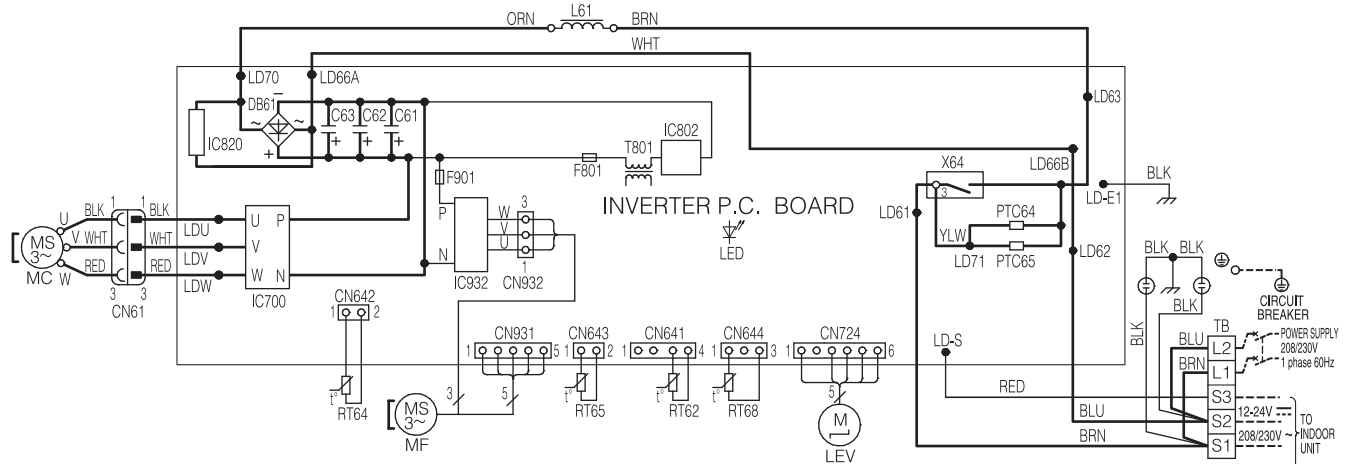 ORN
L61
BRN
WHT
LD70
LD66A
DB61
−
~
~
+
C63
C62
C61
+
+
+
IC820
LD63
IC802
T801
F801
X64
LD66B
3
BLK
LD-E1
F901
INVERTER P.C. BOARD
LED
LD61
PTC64
YLW
LD71
PTC65
LD62
U
BLK
1
1
BLK
LDU
U
P
MS
3~
V
WHT
WHT
LDV
V
MC
W
RED
RED
LDW
W
N
3
3
CN61
IC700
P
N
IC932
W
V
U
3
1
CN932
BLK
BLK
BLK
BLK
CIRCUIT
BREAKER
TB
BLU
L2
POWER SUPPLY
208/230V
1 phase 60Hz
BRN
L1
CN642
1
2
t°
RT64
CN931
1
5
CN643
1
2
CN641
1
4
CN644
1
3
CN724
1
6
LD-S
RED
S3
12-24V
BLU
S2
BRN
S1
208/230V ~
TO
INDOOR
UNIT
3
5
5
MS
3~
MF
t°
RT65
t°
RT62
t°
RT68
M
LEV